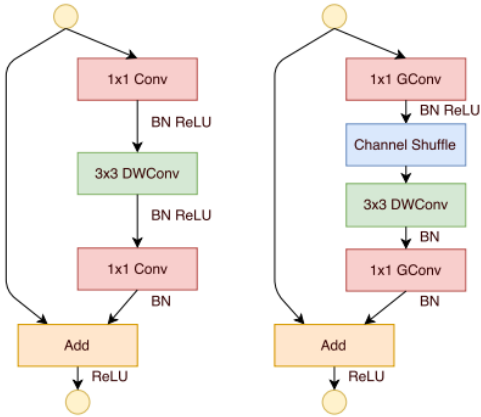 1x1 Conv
BN ReLU
3x3 DWConv
BN ReLU
1x1 Conv
BN
Add
ReLU
1x1 GConv
BN ReLU
Channel Shuffle
3x3 DWConv
BN
1x1 GConv
BN
Add
ReLU